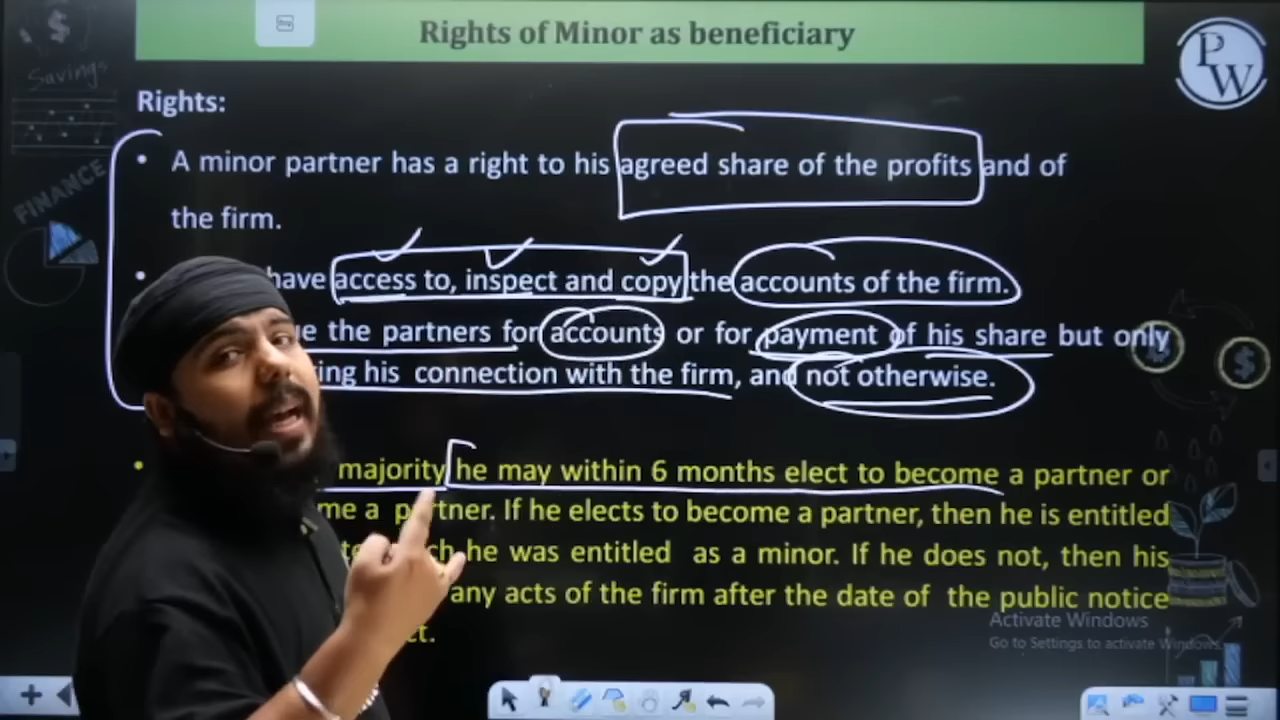 Rights of Minor as beneficiary
PW
Savings
FINANCE
Rights:
• A minor partner has a right to his agreed share of the profits and of
the firm.
• have access to, inspect and copy the accounts of the firm.
the partners for accounts or for payment of his share but only
his connection with the firm, and not otherwise.
• majority he may within 6 months elect to become a partner or
me a partner. If he elects to become a partner, then he is entitled
he was entitled as a minor. If he does not, then his
any acts of the firm after the date of the public notice
Activate Windows
Go to Settings to activate Windows.